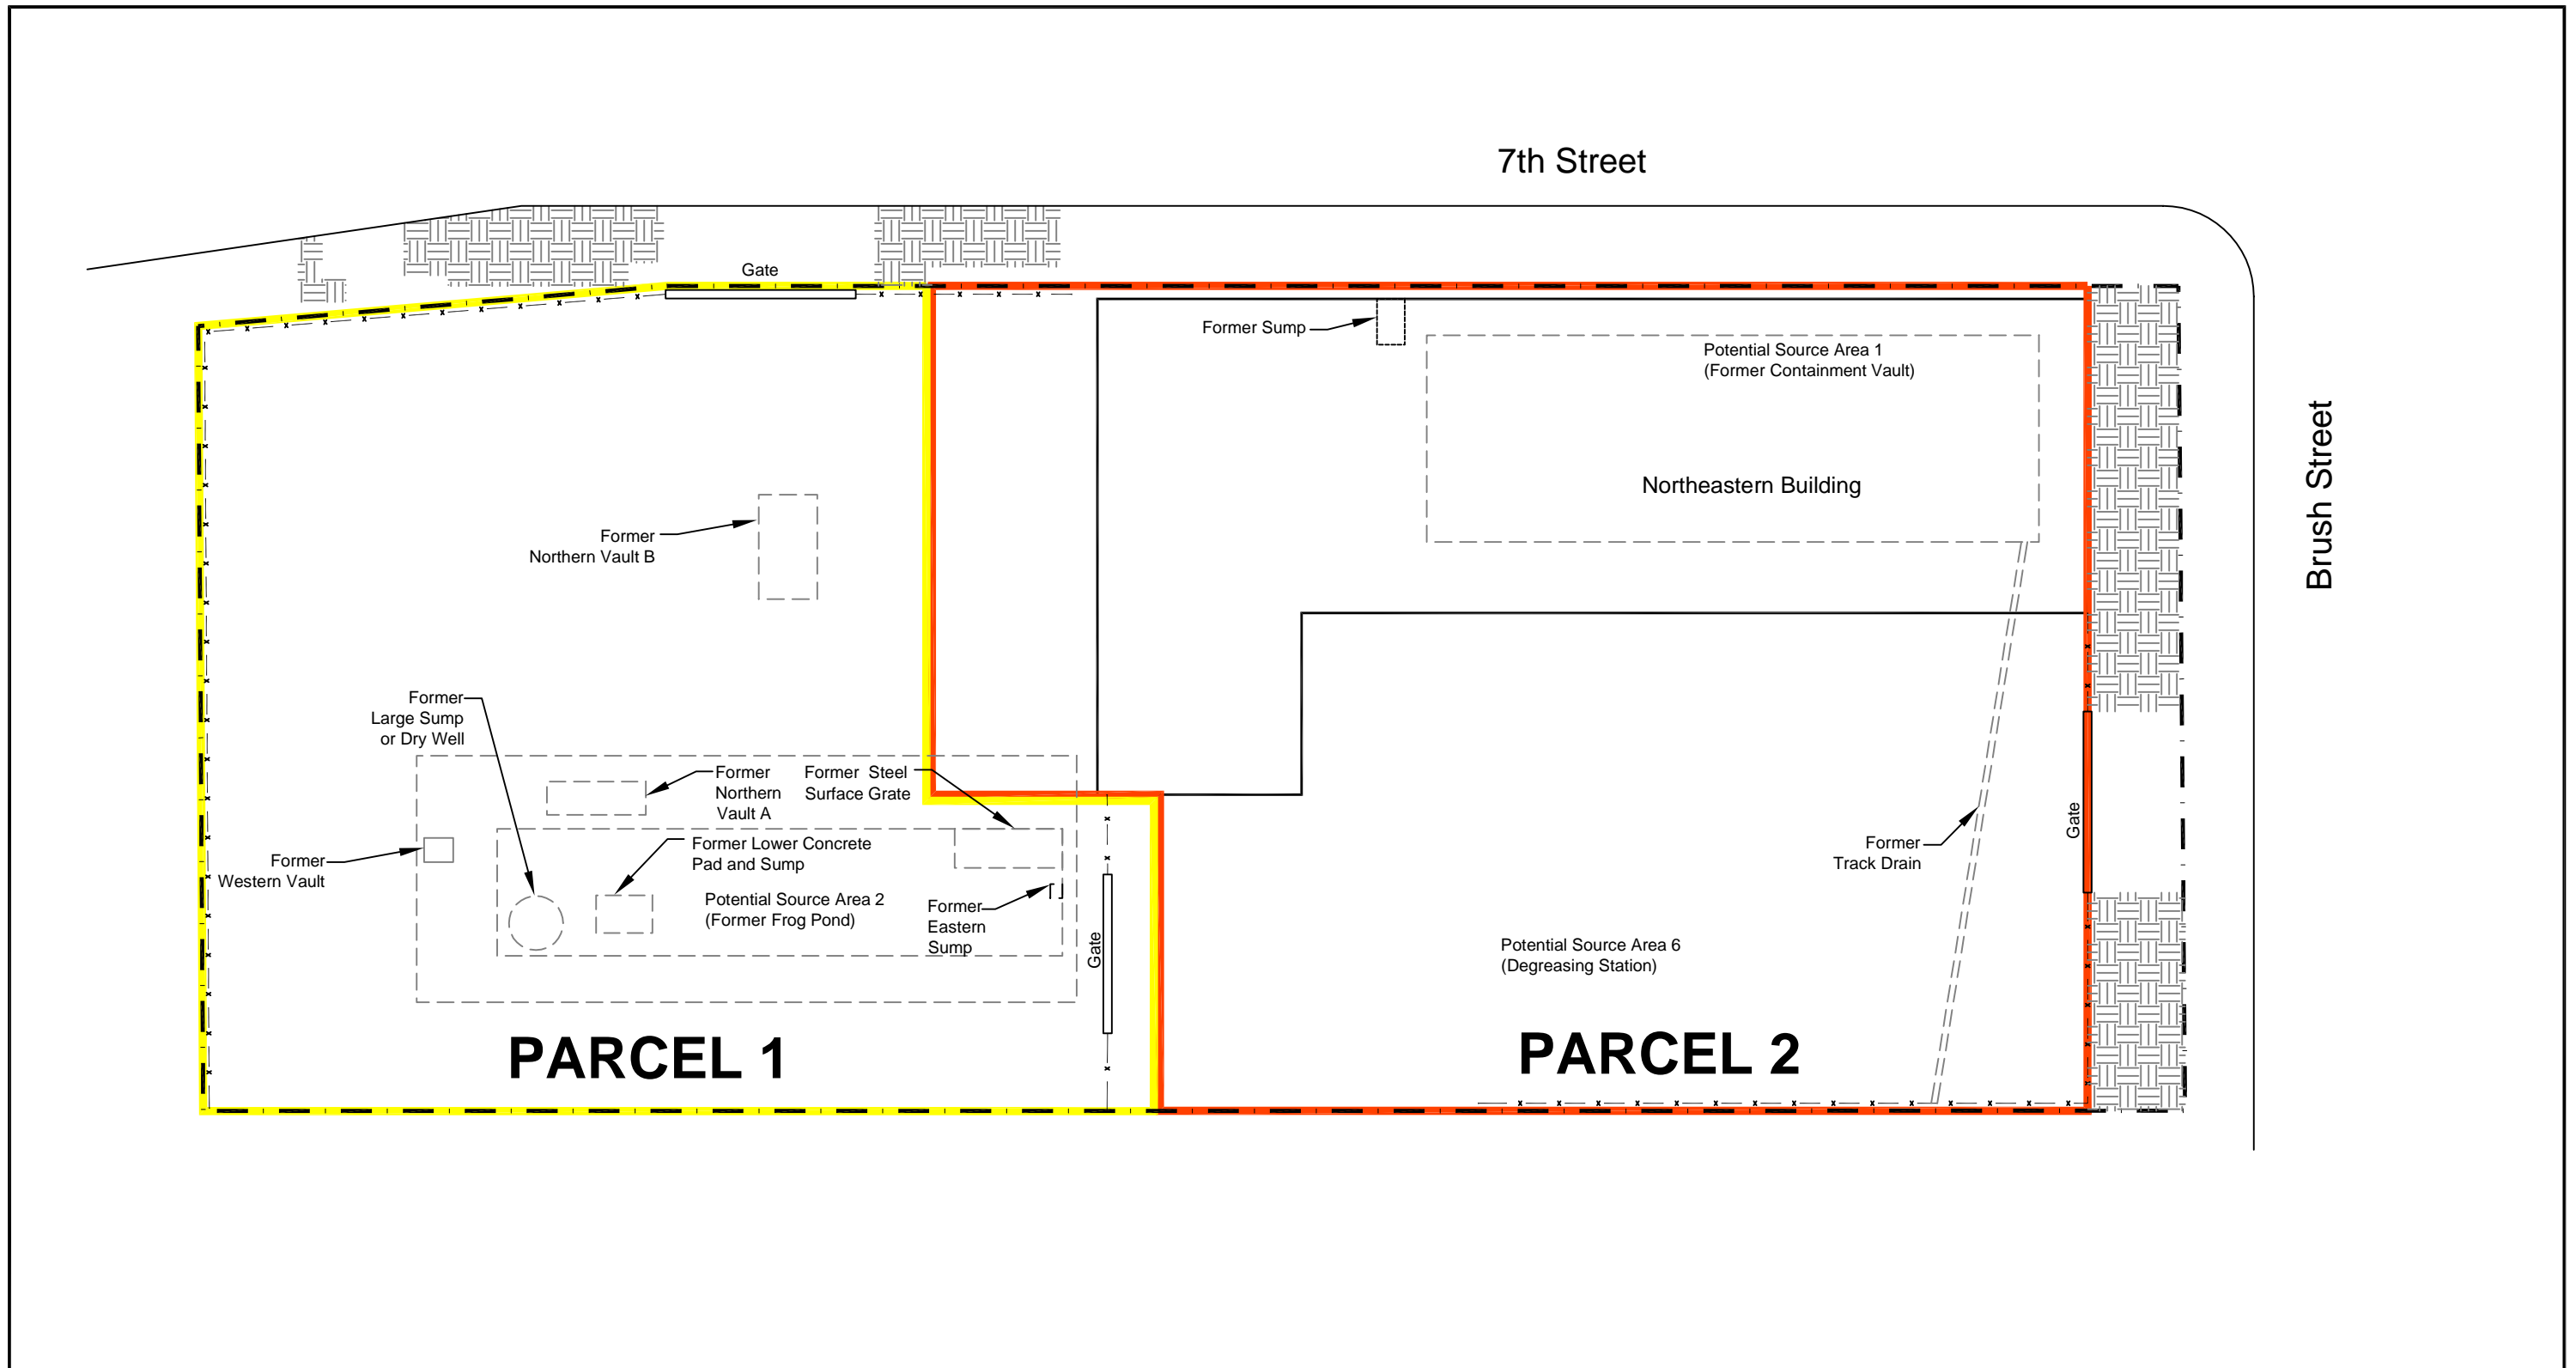 7th Street
Gate
Former Sump
Potential Source Area 1
(Former Containment Vault)
Northeastern Building
Brush Street
Former
Northern Vault B
Former
Large Sump
or Dry Well
Former
Northern
Vault A
Former Steel
Surface Grate
Former Lower Concrete
Pad and Sump
Former
Western Vault
Potential Source Area 2
(Former Frog Pond)
Former
Eastern
Sump
Gate
Former
Track Drain
Gate
Potential Source Area 6
(Degreasing Station)
PARCEL 1
PARCEL 2